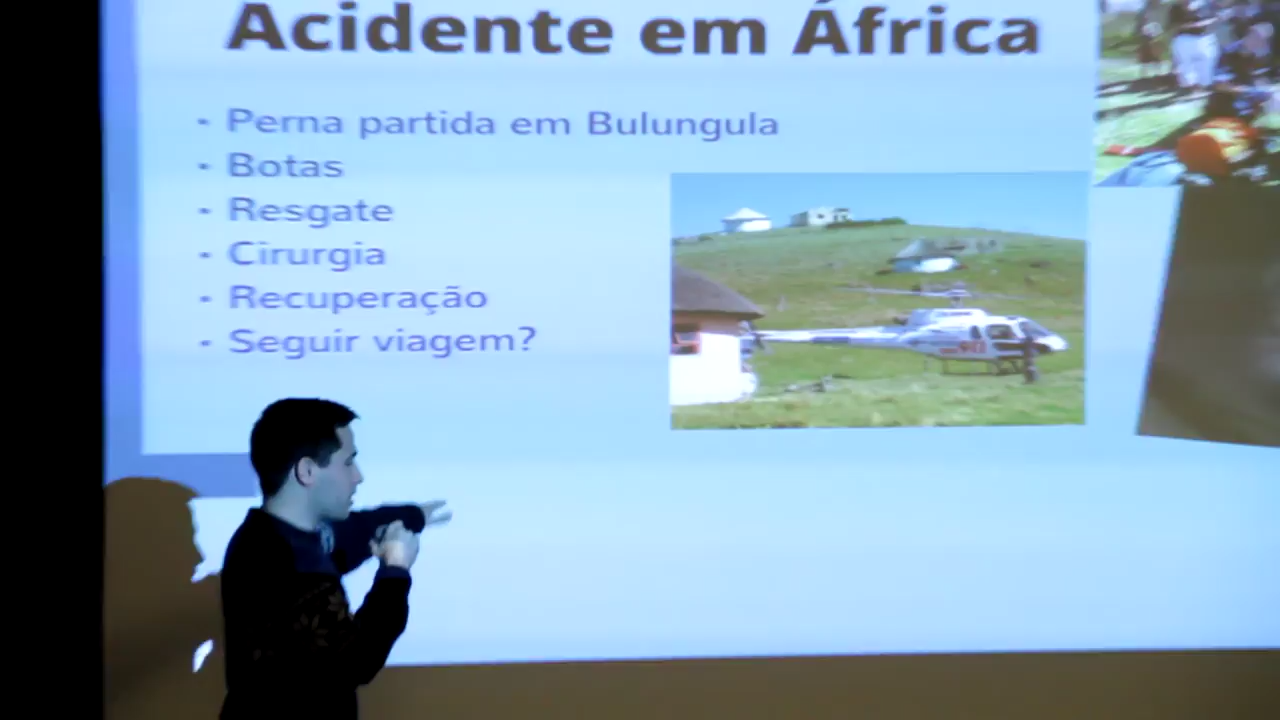 Acidente em África
• Perna partida em Bulungula
• Botas
• Resgate
• Cirurgia
• Recuperação
• Seguir viagem?